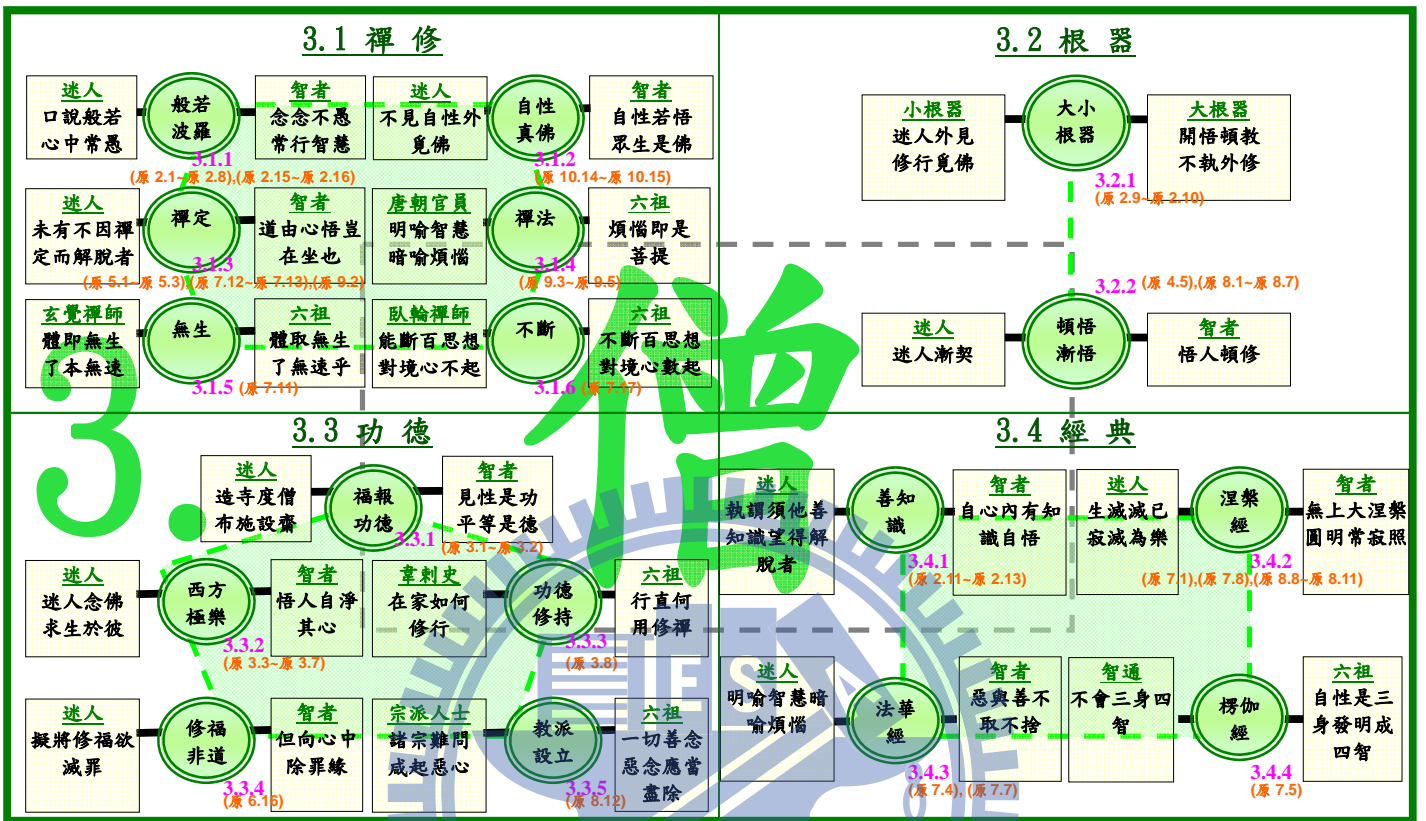 3.1 禪 修
迷人
口說般若
心中常愚
般若
波羅
智者
念念不愚
常行智慧
3.1.1
(原 2.1~ 原 2.8),(原 2.15~ 原 2.16)
迷人
不見自性外
覓佛
自性
真佛
智者
自性若悟
眾生是佛
3.1.2
(原 10.14~ 原 10.15)
迷人
未有不因禪
定而解脫者
禪定
智者
道由心悟豈
在坐也
3.1.3
(原 5.1~ 原 5.3),(原 7.12~ 原 7.13),(原 9.2)
唐朝官員
明喻智慧
暗喻煩惱
禪法
六祖
煩惱即是
菩提
3.1.4
(原 9.3~ 原 9.5)
玄覺禪師
體即無生
了本無速
無生
六祖
體取無生
了無速乎
3.1.5 (原 7.11)
臥輪禪師
能斷百思想
對境心不起
不斷
六祖
不斷百思想
對境心數起
3.1.6 (原 7.17)
3.2 根 器
小根器
迷人外見
修行覓佛
大小
根器
大根器
開悟頓教
不執外修
3.2.1
(原 2.9~ 原 2.10)
3.2.2 (原 4.5),(原 8.1~ 原 8.7)
迷人
迷人漸契
頓悟
漸悟
智者
悟人頓修
3. 僧
3.3 功 德
迷人
造寺度僧
布施設齋
福報
功德
智者
見性是功
平等是德
3.3.1 (原 3.1~ 原 3.2)
迷人
迷人念佛
求生於彼
西方
極樂
智者
悟人自淨
其心
3.3.2
(原 3.3~ 原 3.7)
韋刺史
在家如何
修行
功德
修持
六祖
行直何
用修禪
3.3.3
(原 3.8)
迷人
擬將修福欲
滅罪
修福
非道
智者
但向心中
除罪緣
3.3.4
(原 6.16)
宗派人士
諸宗難問
咸起惡心
教派
設立
六祖
一切善念
惡念應當
盡除
3.3.5
(原 8.12)
3.4 經 典
迷人
執謂須他善
知識望得解
脫者
善知
識
智者
自心內有知
識自悟
3.4.1
(原 2.11~ 原 2.13)
迷人
生滅滅已
寂滅為樂
涅槃
經
智者
無上大涅槃
圓明常寂照
3.4.2
(原 7.1),(原 7.8),(原 8.8~ 原 8.11)
迷人
明喻智慧暗
喻煩惱
法華
經
智者
惡與善不
取不捨
3.4.3
(原 7.4), (原 7.7)
智通
不會三身四
智
楞伽
經
六祖
自性是三
身發明成
四智
3.4.4
(原 7.5)
ESA